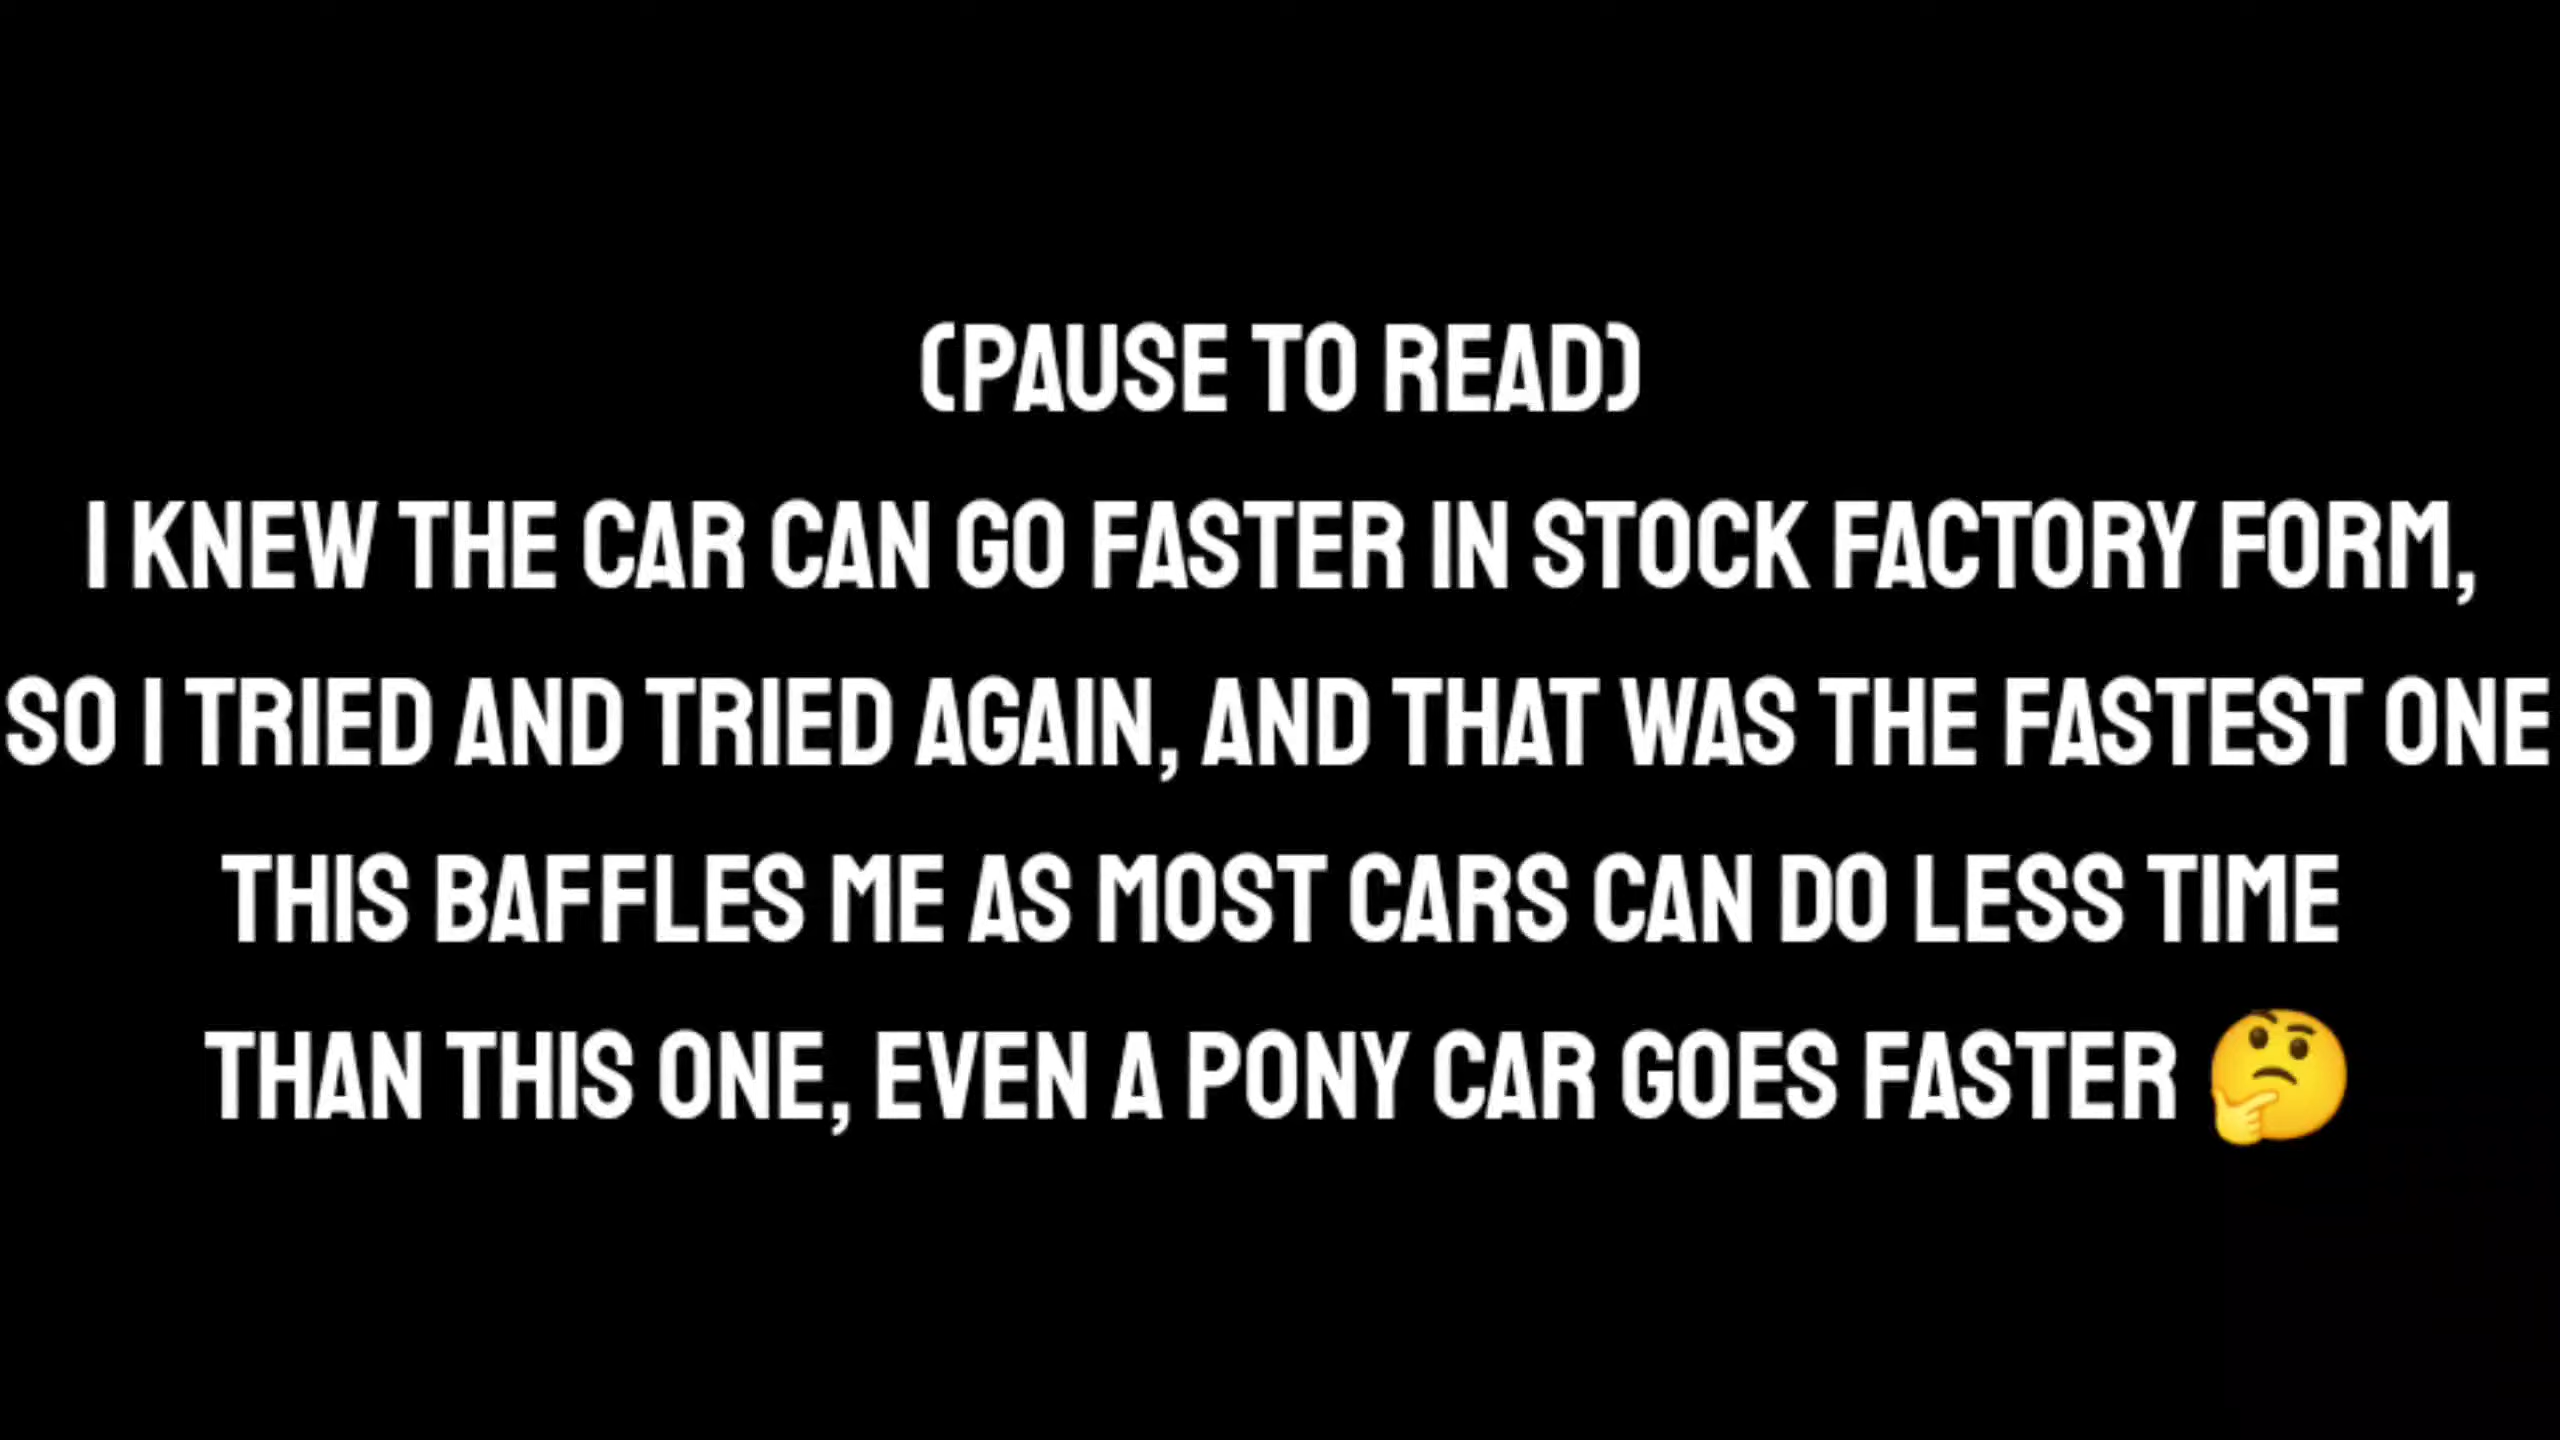 (PAUSE TO READ)
I KNEW THE CAR CAN GO FASTER IN STOCK FACTORY FORM,
SO I TRIED AND TRIED AGAIN, AND THAT WAS THE FASTEST ONE
THIS BAFFLES ME AS MOST CARS CAN DO LESS TIME
THAN THIS ONE, EVEN A PONY CAR GOES FASTER 🤔